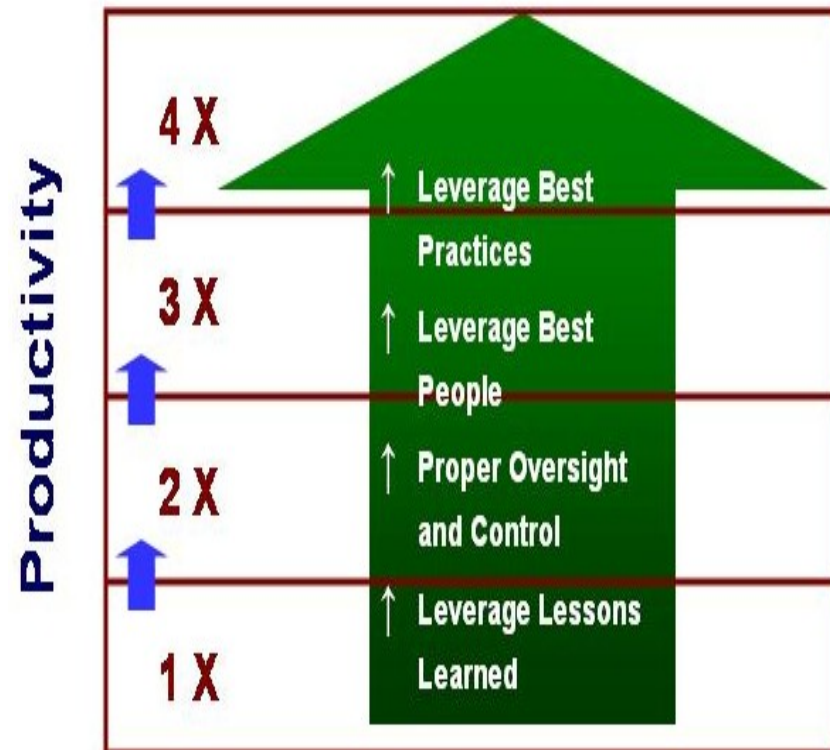 Productivity
4 X
3 X
2 X
1 X
↑ Leverage Best
Practices
↑ Leverage Best
People
↑ Proper Oversight
and Control
↑ Leverage Lessons
Learned